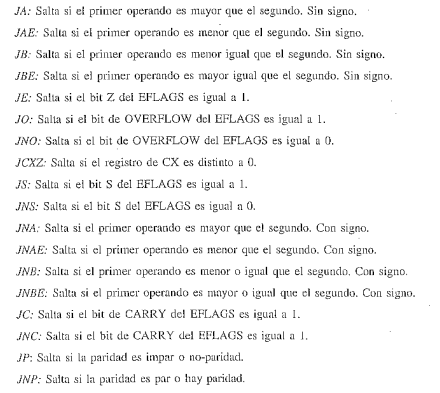 JA: Salta si el primer operando es mayor que el segundo. Sin signo.
JAE: Salta si el primer operando es menor que el segundo. Sin signo.
JB: Salta si el primer operando es menor igual que el segundo. Sin signo.
JBE: Salta si el primer operando es mayor igual que el segundo. Sin signo.
JE: Salta si el bit Z del EFLAGS es igual a 1.
JO: Salta si el bit de OVERFLOW del EFLAGS es igual a 1.
JNO: Salta si el bit de OVERFLOW del EFLAGS es igual a 0.
JCXZ: Salta si el registro de CX es distinto a 0.
JS: Salta si el bit S del EFLAGS es igual a 1.
JNS: Salta si el bit S del EFLAGS es igual a 0.
JNA: Salta si el primer operando es mayor que el segundo. Con signo.
JNAE: Salta si el primer operando es menor que el segundo. Con signo.
JNB: Salta si el primer operando es menor o igual que el segundo. Con signo.
JNBE: Salta si el primer operando es mayor o igual que el segundo. Con signo.
JC: Salta si el bit de CARRY del EFLAGS es igual a 1.
JNC: Salta si el bit de CARRY del EFLAGS es igual a 1.
JP: Salta si la paridad es impar o no-paridad.
JNP: Salta si la paridad es par o hay paridad.